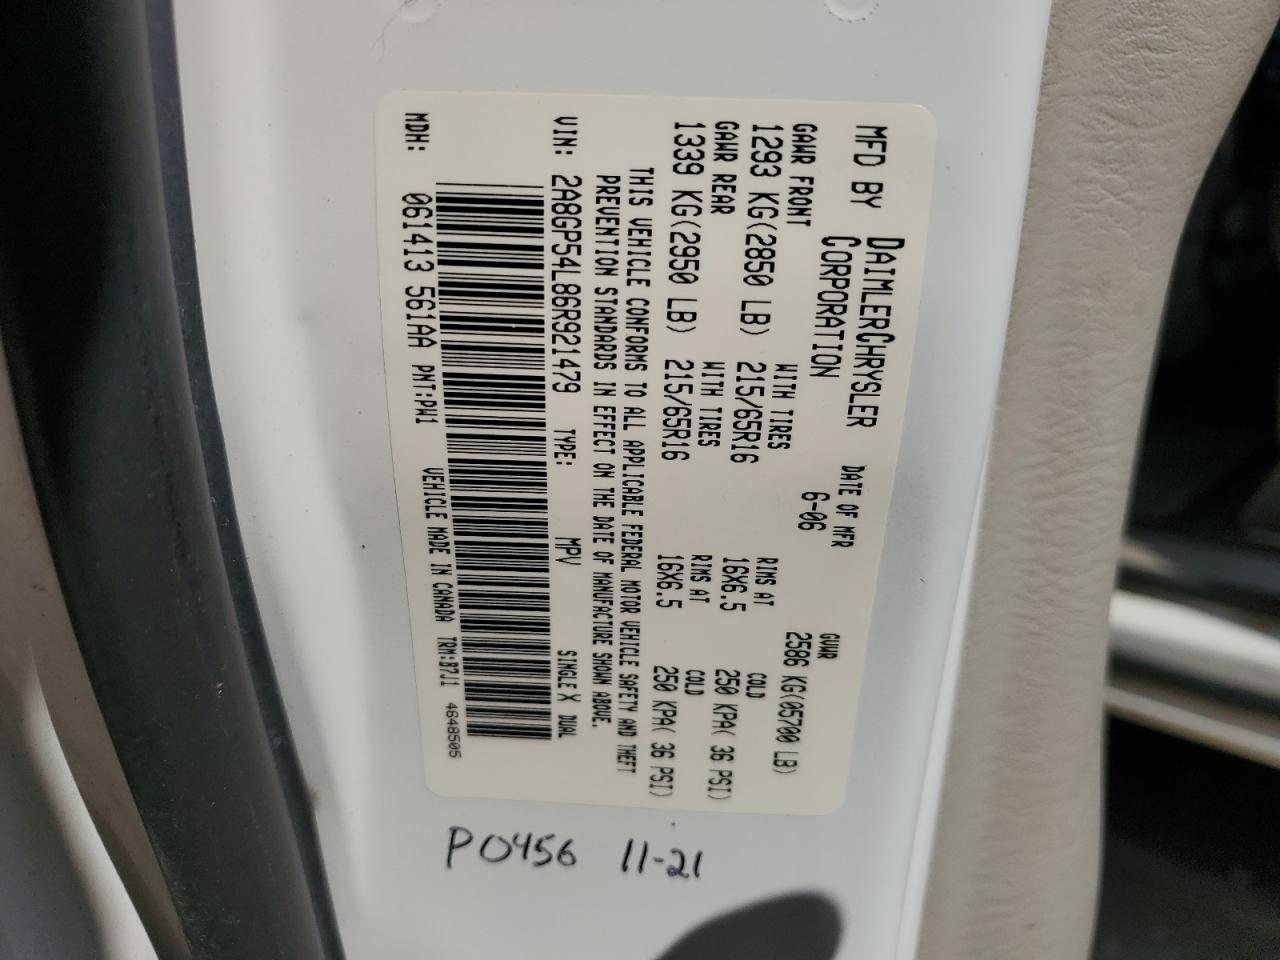 MFD BY DAIMLERCHRYSLER CORPORATION
DATE OF MFR 6-06
GVWR 2586 KG(05700 LB)
GAWR FRONT WITH TIRES RIMS AT COLD
1293 KG(2850 LB) 215/65R16 16X6.5 250 KPA( 36 PSI)
GAWR REAR WITH TIRES RIMS AT COLD
1339 KG(2950 LB) 215/65R16 16X6.5 250 KPA( 36 PSI)
THIS VEHICLE CONFORMS TO ALL APPLICABLE FEDERAL MOTOR VEHICLE SAFETY AND THEFT
PREVENTION STANDARDS IN EFFECT ON THE DATE OF MANUFACTURE SHOWN ABOVE.
VIN: 2A8GP54L86R921479 TYPE: MPV SINGLE X DUAL
MDH: 061413 561AA PNT:PW1 VEHICLE MADE IN CANADA TRM:B7J1 4648505
P0456 11-21